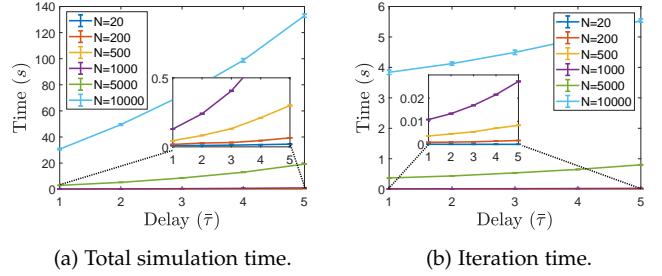 140
120
100
80
60
40
20
0
Time (s)
N=20
N=200
N=500
N=1000
N=5000
N=10000
0.5
0
1 2 3 4 5
1 2 3 4 5
Delay (τ̄)
(a) Total simulation time.
6
5
4
3
2
1
0
Time (s)
N=20
N=200
N=500
N=1000
N=5000
N=10000
0.02
0.01
0
1 2 3 4 5
1 2 3 4 5
Delay (τ̄)
(b) Iteration time.